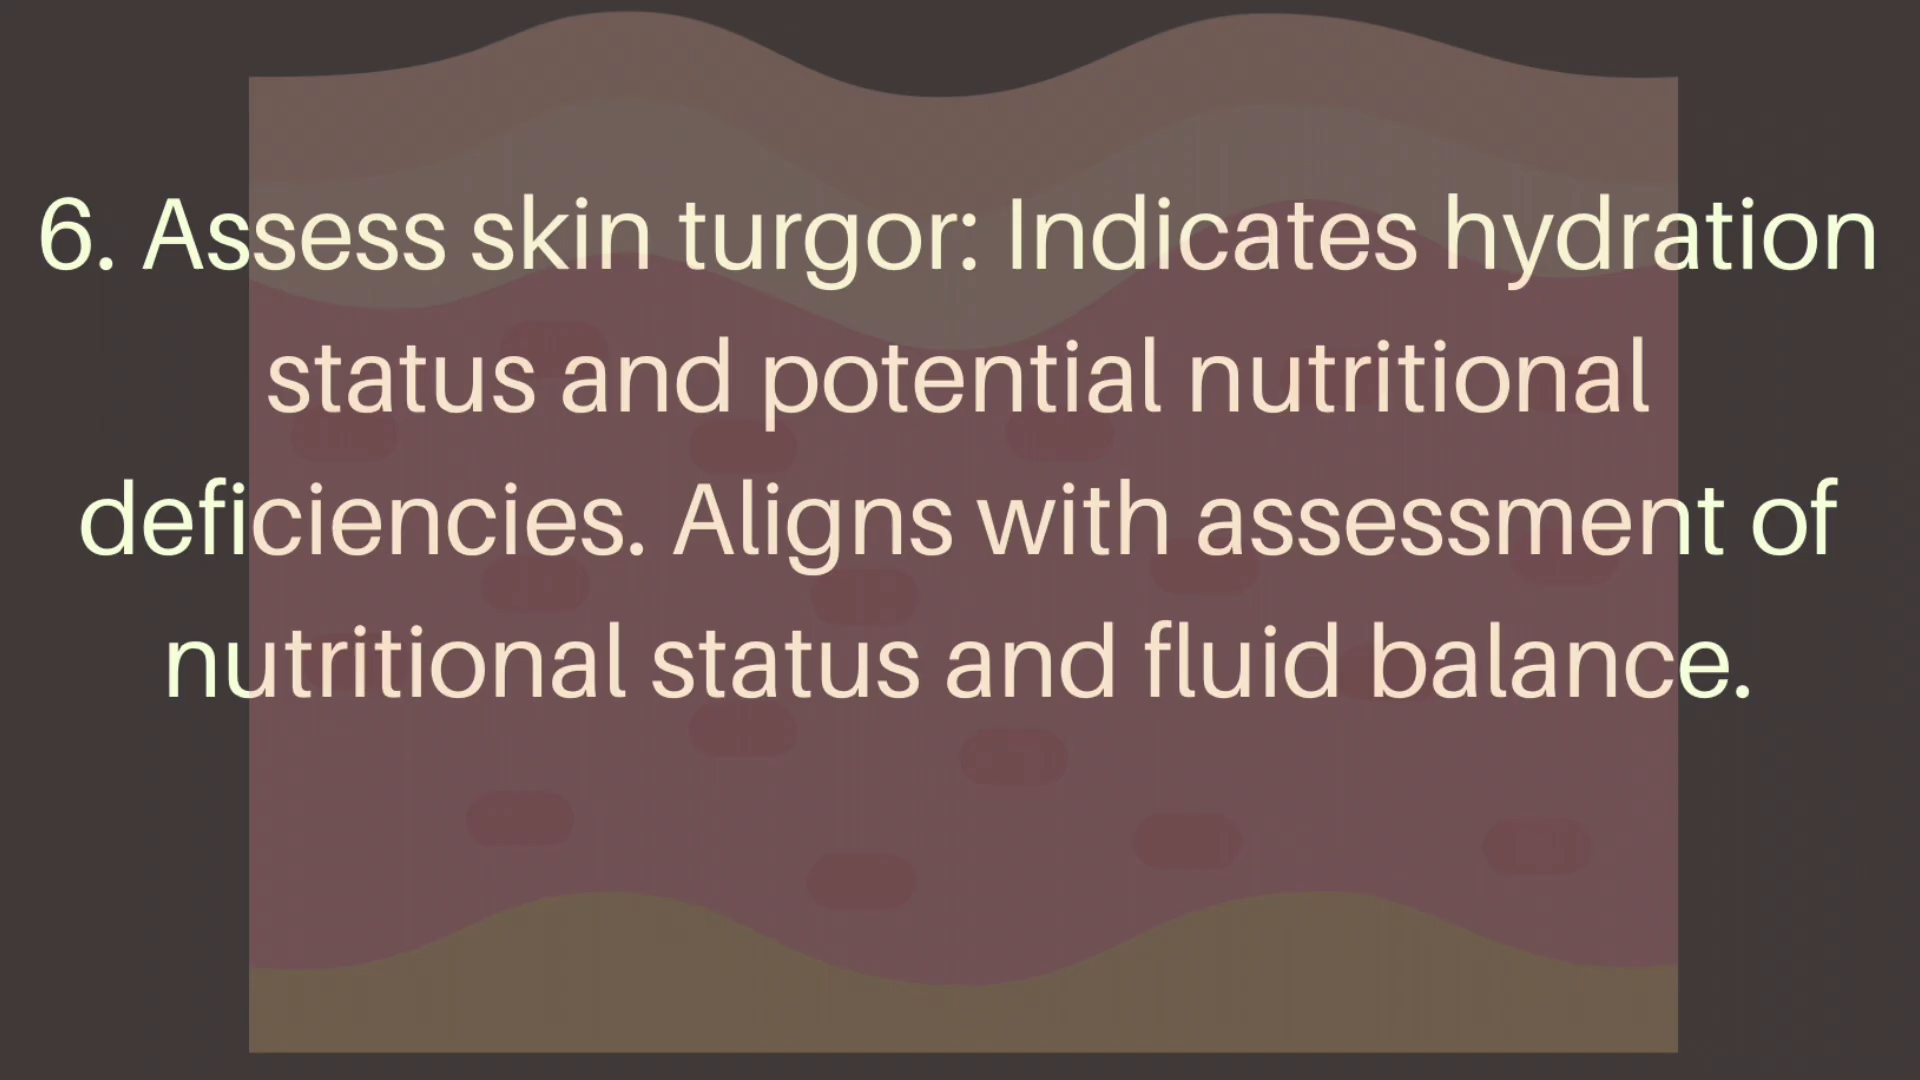 6. Assess skin turgor: Indicates hydration
status and potential nutritional
deficiencies. Aligns with assessment of
nutritional status and fluid balance.